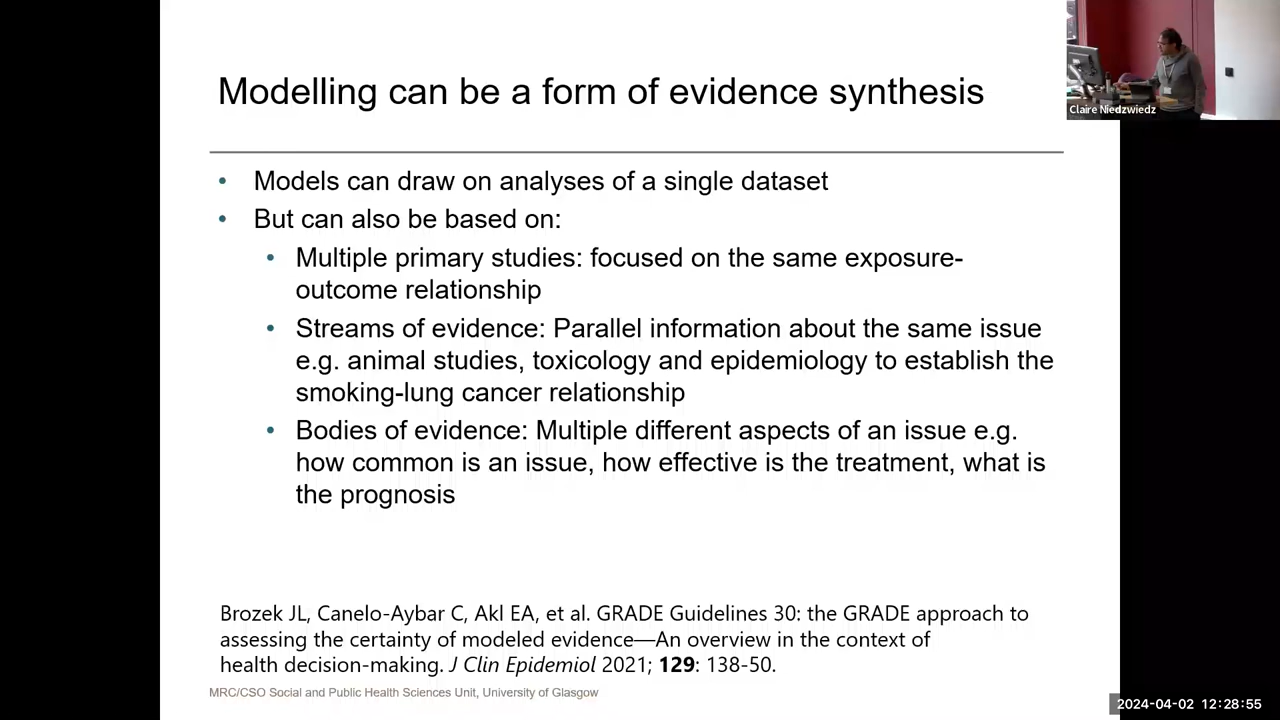 Modelling can be a form of evidence synthesis
Claire Niedzwiedz
• Models can draw on analyses of a single dataset
• But can also be based on:
• Multiple primary studies: focused on the same exposure-
outcome relationship
• Streams of evidence: Parallel information about the same issue
e.g. animal studies, toxicology and epidemiology to establish the
smoking-lung cancer relationship
• Bodies of evidence: Multiple different aspects of an issue e.g.
how common is an issue, how effective is the treatment, what is
the prognosis
Brozek JL, Canelo-Aybar C, Akl EA, et al. GRADE Guidelines 30: the GRADE approach to
assessing the certainty of modeled evidence—An overview in the context of
health decision-making. J Clin Epidemiol 2021; 129: 138-50.
MRC/CSO Social and Public Health Sciences Unit, University of Glasgow
2024-04-02 12:28:55